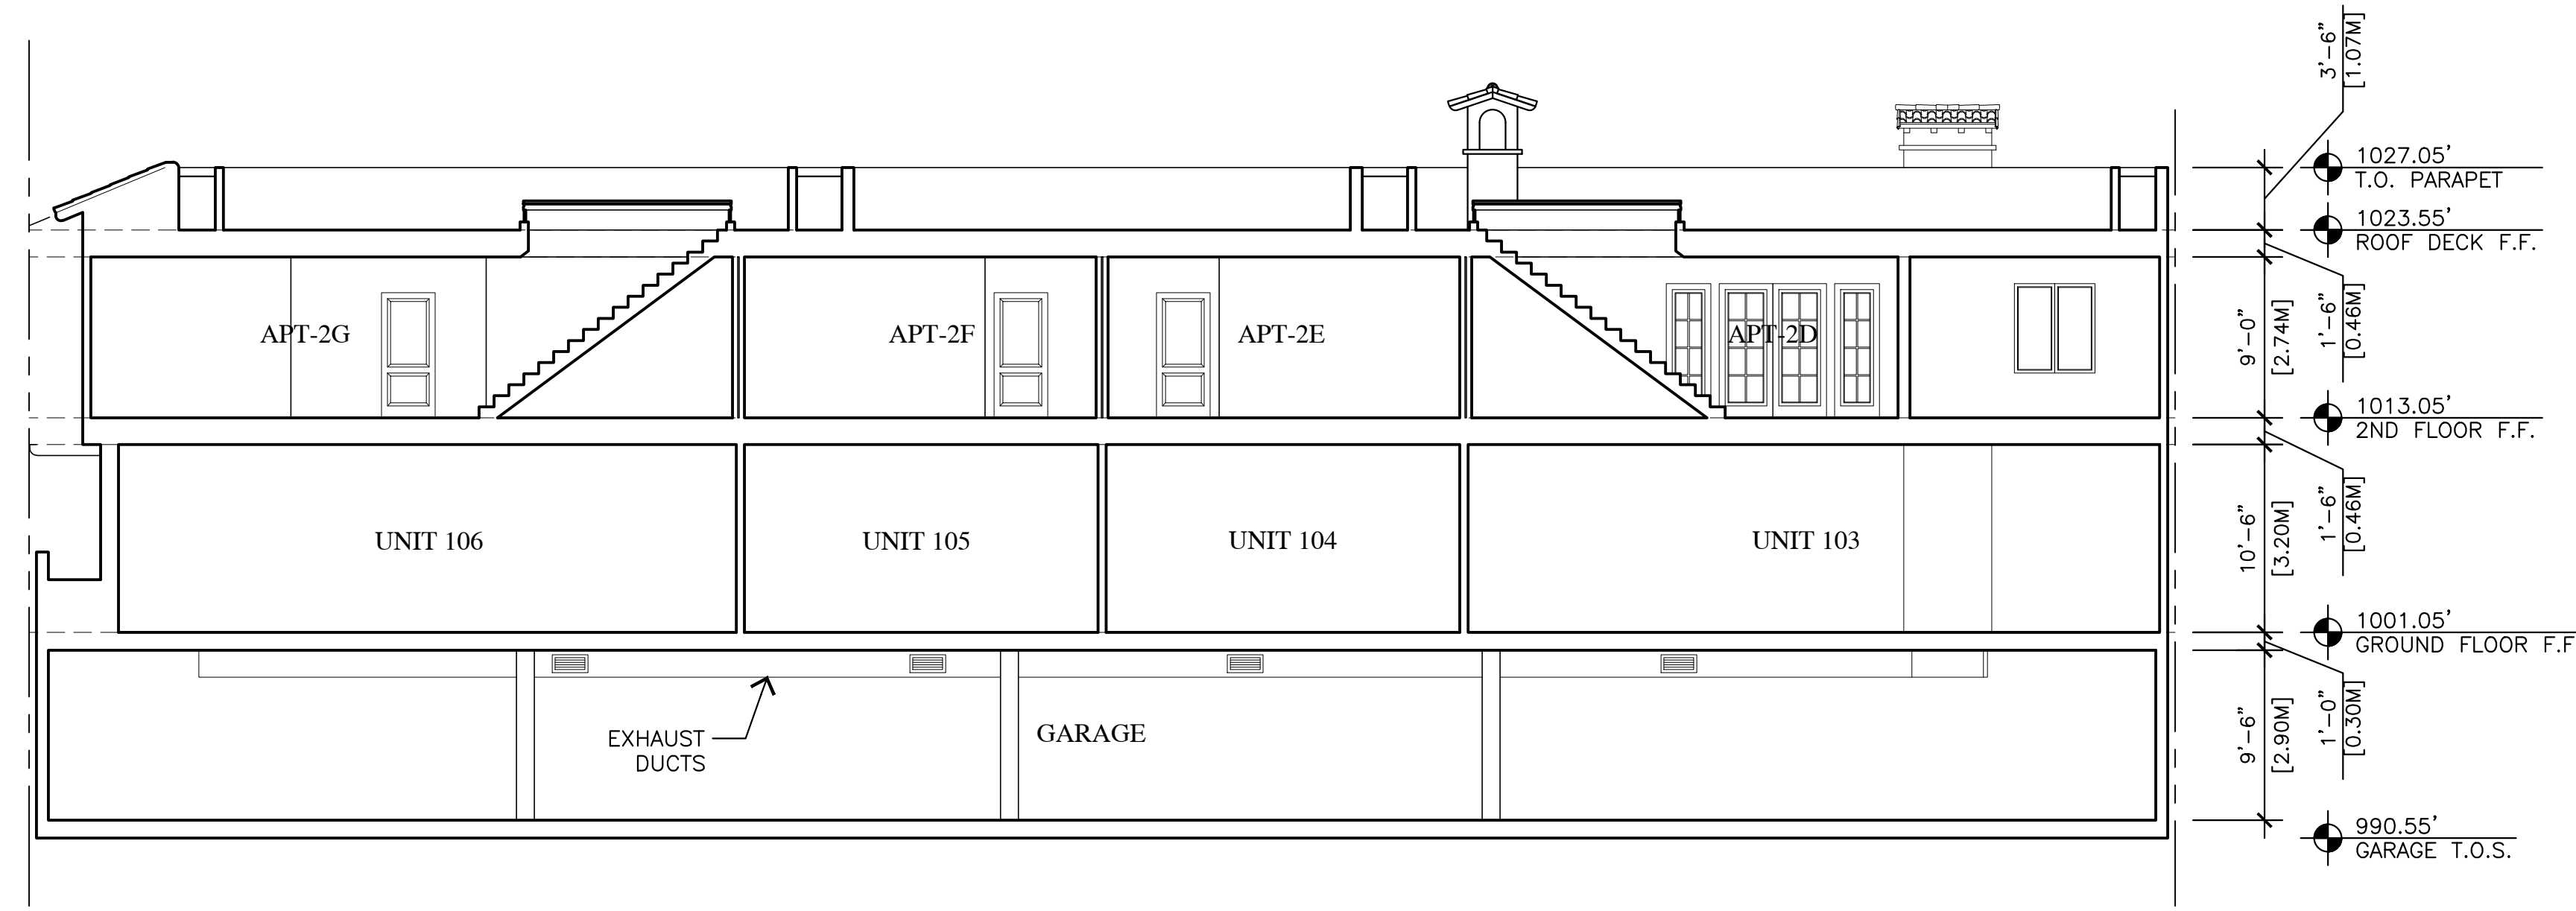 3'-6"
[1.07M]
1027.05'
T.O. PARAPET
1023.55'
ROOF DECK F.F.
APT-2G
APT-2F
APT-2E
APT-2D
9'-0"
[2.74M]
1'-6"
[0.46M]
1013.05'
2ND FLOOR F.F.
UNIT 106
UNIT 105
UNIT 104
UNIT 103
10'-6"
[3.20M]
1'-6"
[0.46M]
1001.05'
GROUND FLOOR F.F
EXHAUST
DUCTS
GARAGE
9'-6"
[2.90M]
1'-0"
[0.30M]
990.55'
GARAGE T.O.S.